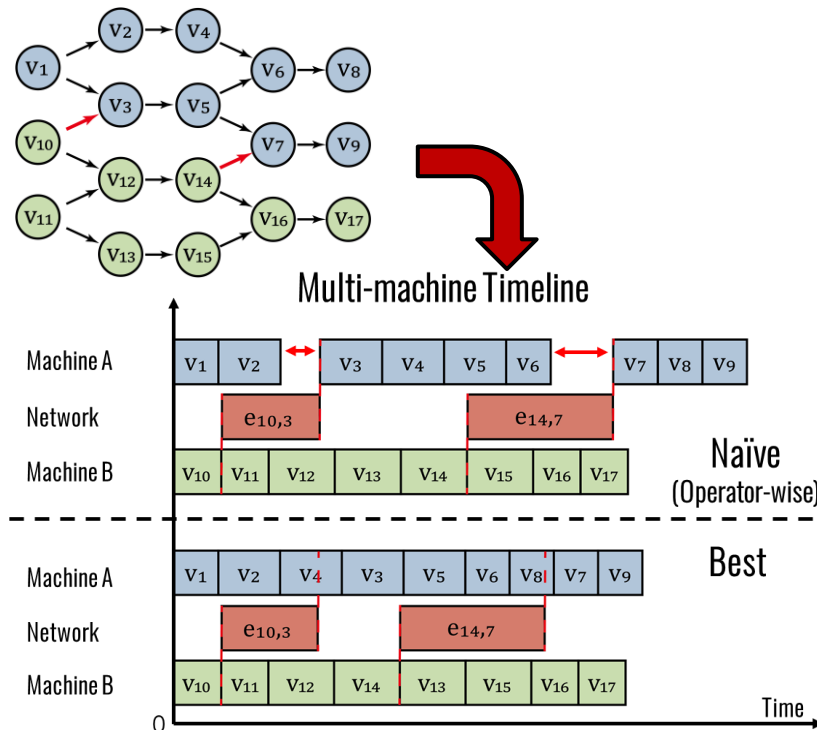 v₂ v₄
v₁ v₆ v₈
v₃ v₅
v₁₀ v₇ v₉
v₁₂ v₁₄
v₁₁ v₁₆ v₁₇
v₁₃ v₁₅
Multi-machine Timeline
Machine A v₁ v₂ v₃ v₄ v₅ v₆ v₇ v₈ v₉
Network e₁₀,₃ e₁₄,₇
Machine B v₁₀ v₁₁ v₁₂ v₁₃ v₁₄ v₁₅ v₁₆ v₁₇
Naïve
(Operator-wise)
Best
Machine A v₁ v₂ v₄ v₃ v₅ v₆ v₈ v₇ v₉
Network e₁₀,₃ e₁₄,₇
Machine B v₁₀ v₁₁ v₁₂ v₁₄ v₁₃ v₁₅ v₁₆ v₁₇
Time
O